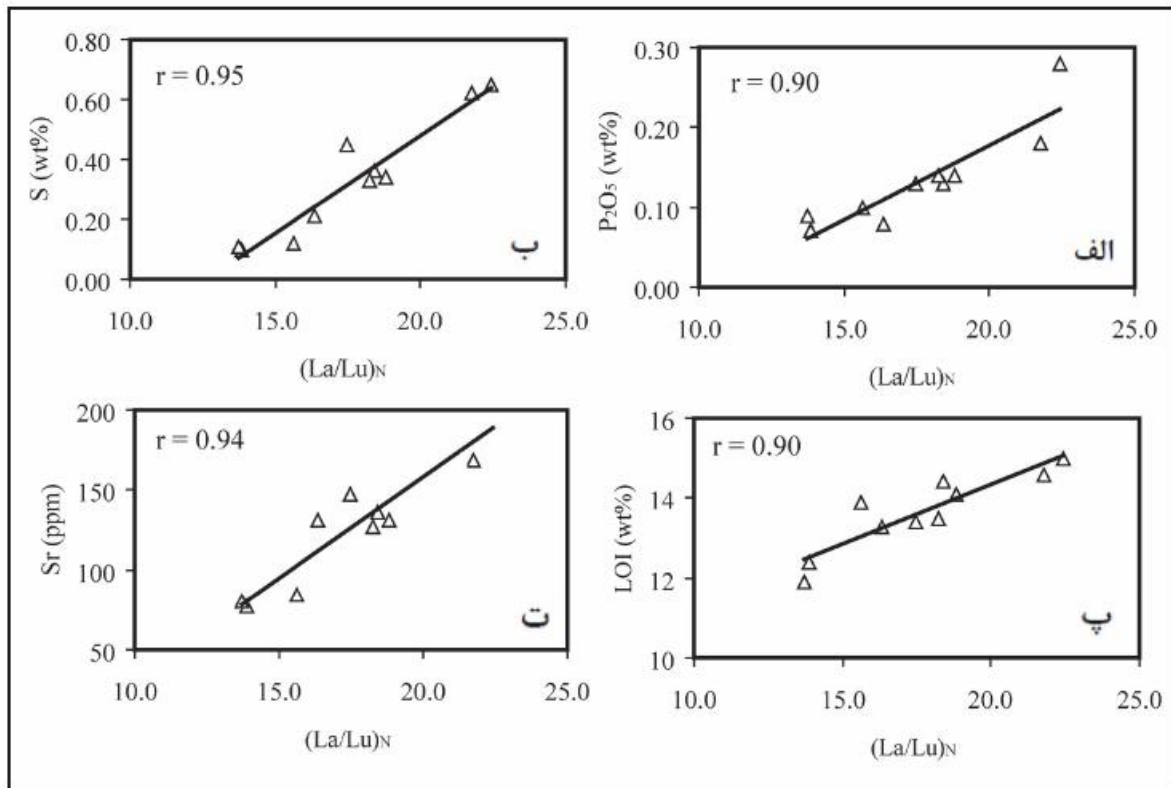 0.80
0.60
0.40
0.20
0.00
S (wt%)
r = 0.95
ب
10.0 15.0 20.0 25.0
(La/Lu)N
0.30
0.20
0.10
0.00
P2O5 (wt%)
r = 0.90
الف
10.0 15.0 20.0 25.0
(La/Lu)N
200
150
100
50
Sr (ppm)
r = 0.94
ت
10.0 15.0 20.0 25.0
(La/Lu)N
16
14
12
10
LOI (wt%)
r = 0.90
پ
10.0 15.0 20.0 25.0
(La/Lu)N